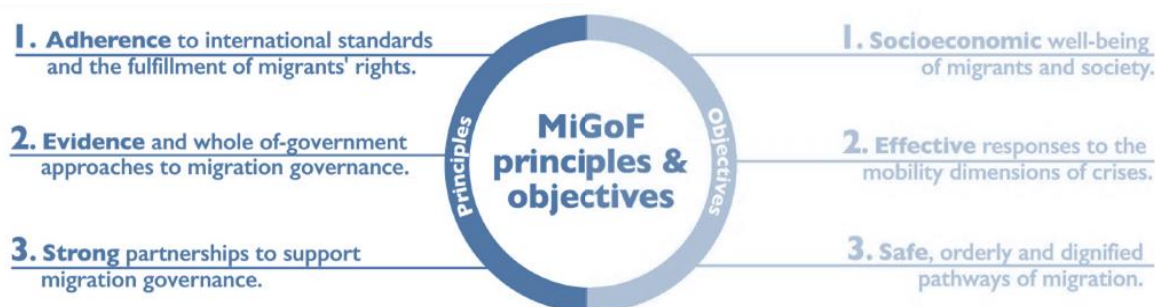 1. Adherence to international standards
and the fulfillment of migrants' rights.
2. Evidence and whole of-government
approaches to migration governance.
3. Strong partnerships to support
migration governance.
Principles
MiGoF
principles &
objectives
Objectives
1. Socioeconomic well-being
of migrants and society.
2. Effective responses to the
mobility dimensions of crises.
3. Safe, orderly and dignified
pathways of migration.